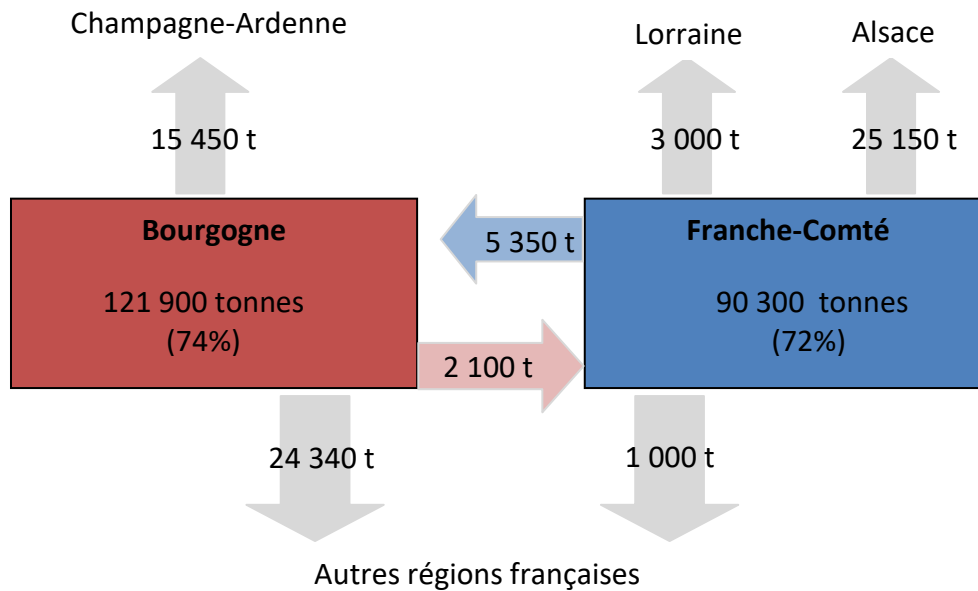 Champagne-Ardenne
Lorraine
Alsace
15 450 t
3 000 t
25 150 t
Bourgogne
121 900 tonnes
(74%)
5 350 t
2 100 t
Franche-Comté
90 300 tonnes
(72%)
24 340 t
1 000 t
Autres régions françaises